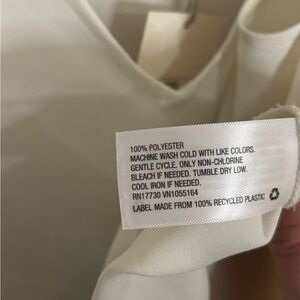 100% POLYESTER
MACHINE WASH COLD WITH LIKE COLORS.
GENTLE CYCLE. ONLY NON-CHLORINE
BLEACH IF NEEDED. TUMBLE DRY LOW.
COOL IRON IF NEEDED.
RN17730 VN1055164
LABEL MADE FROM 100% RECYCLED PLASTIC